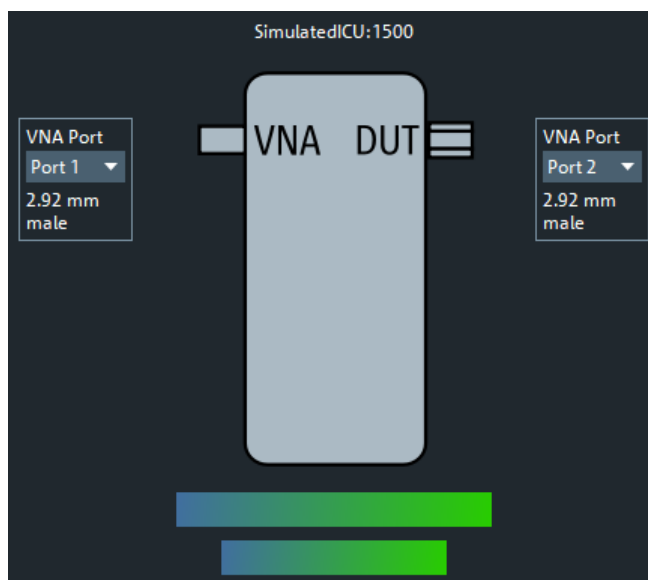 SimulatedICU:1500
VNA Port
Port 1
2.92 mm
male
VNA DUT
VNA Port
Port 2
2.92 mm
male